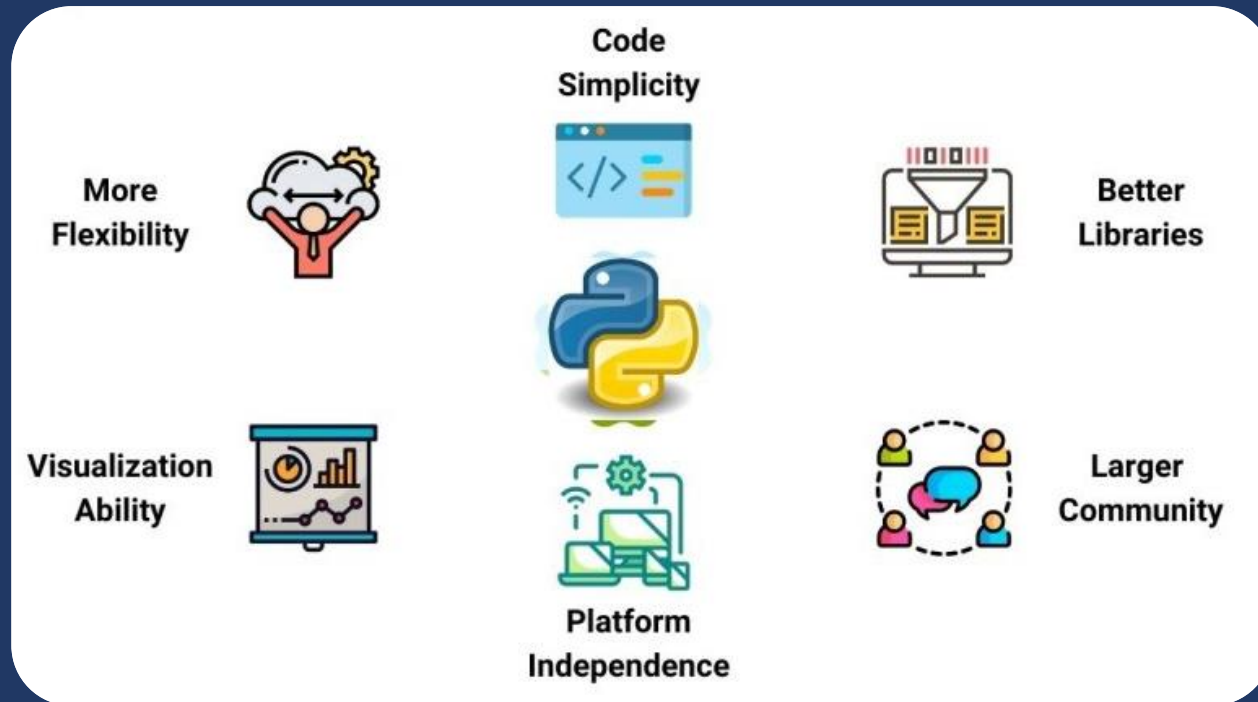 Code
Simplicity
More
Flexibility
Better
Libraries
Visualization
Ability
Larger
Community
Platform
Independence